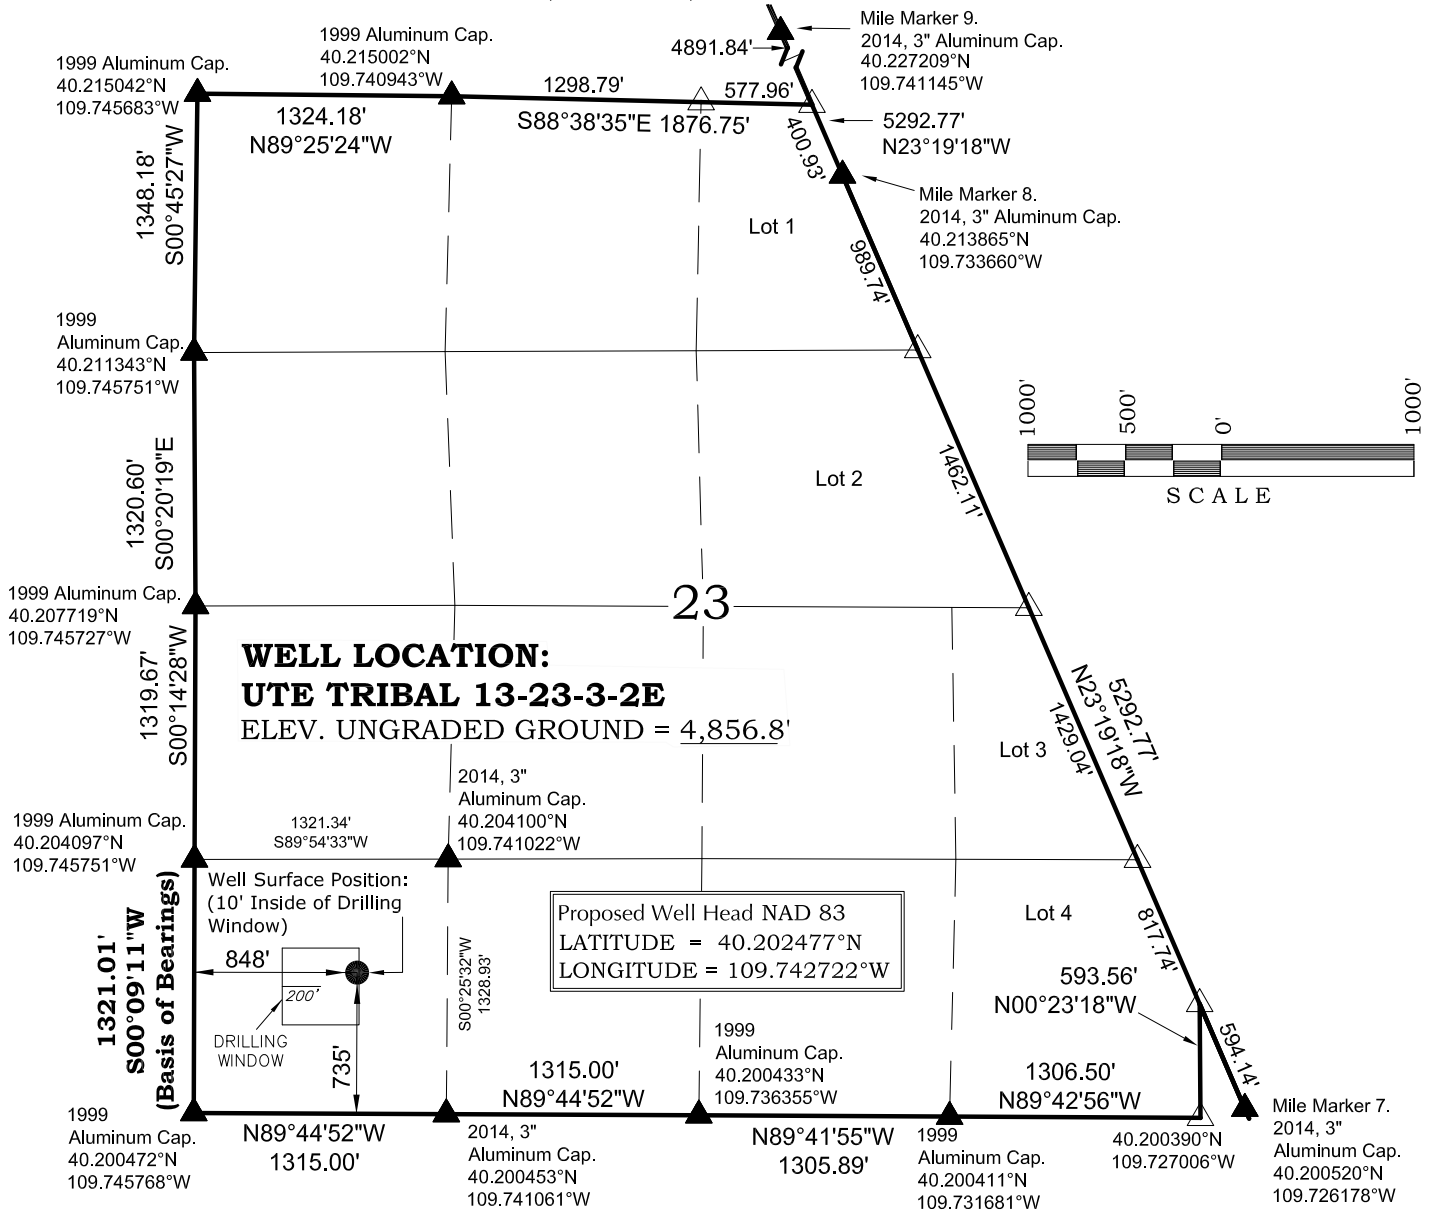 Mile Marker 9.
2014, 3" Aluminum Cap.
40.227209°N
109.741145°W
4891.84'
1999 Aluminum Cap.
40.215002°N
109.740943°W
1999 Aluminum Cap.
40.215042°N
109.745683°W
1298.79'
577.96'
1324.18'
N89°25'24"W
S88°38'35"E 1876.75'
5292.77'
N23°19'18"W
400.93'
Mile Marker 8.
2014, 3" Aluminum Cap.
40.213865°N
109.733660°W
1348.18'
S00°45'27"W
Lot 1
989.74'
1999
Aluminum Cap.
40.211343°N
109.745751°W
1000'
500'
0'
1000'
SCALE
1320.60'
S00°20'19"E
Lot 2
1462.11'
1999 Aluminum Cap.
40.207719°N
109.745727°W
23
WELL LOCATION:
UTE TRIBAL 13-23-3-2E
ELEV. UNGRADED GROUND = 4,856.8'
1319.67'
S00°14'28"W
5292.77'
N23°19'18"W
1429.04'
Lot 3
2014, 3"
Aluminum Cap.
40.204100°N
109.741022°W
1999 Aluminum Cap.
40.204097°N
109.745751°W
1321.34'
S89°54'33"W
Well Surface Position:
(10' Inside of Drilling
Window)
848'
200'
DRILLING
WINDOW
735'
1321.01'
S00°09'11"W
(Basis of Bearings)
S00°25'32"W
1328.93'
Proposed Well Head NAD 83
LATITUDE = 40.202477°N
LONGITUDE = 109.742722°W
Lot 4
817.74'
593.56'
N00°23'18"W
594.14'
1999
Aluminum Cap.
40.200433°N
109.736355°W
1315.00'
N89°44'52"W
1306.50'
N89°42'56"W
1999
Aluminum Cap.
40.200472°N
109.745768°W
N89°44'52"W
1315.00'
2014, 3"
Aluminum Cap.
40.200453°N
109.741061°W
N89°41'55"W
1305.89'
1999
Aluminum Cap.
40.200411°N
109.731681°W
40.200390°N
109.727006°W
Mile Marker 7.
2014, 3"
Aluminum Cap.
40.200520°N
109.726178°W